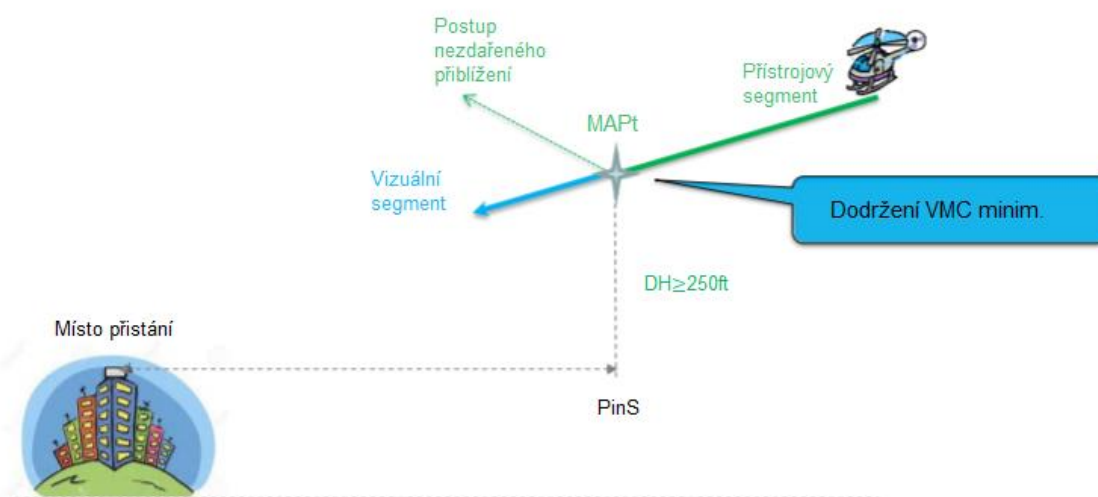 Postup
nezdařeného
přiblížení
Přístrojový
segment
MAPt
Vizuální
segment
Dodržení VMC minim.
DH≥250ft
Místo přistání
PinS